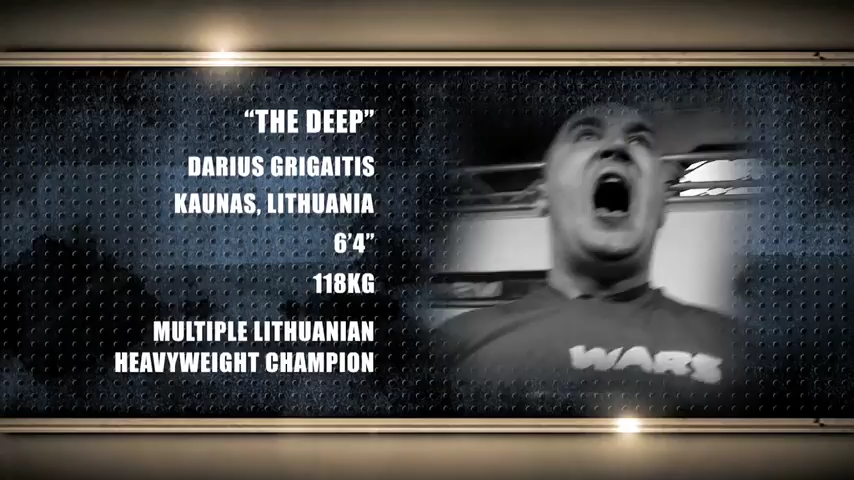 “THE DEEP”
DARIUS GRIGAITIS
KAUNAS, LITHUANIA
6’4”
118KG
MULTIPLE LITHUANIAN
HEAVYWEIGHT CHAMPION
WARS